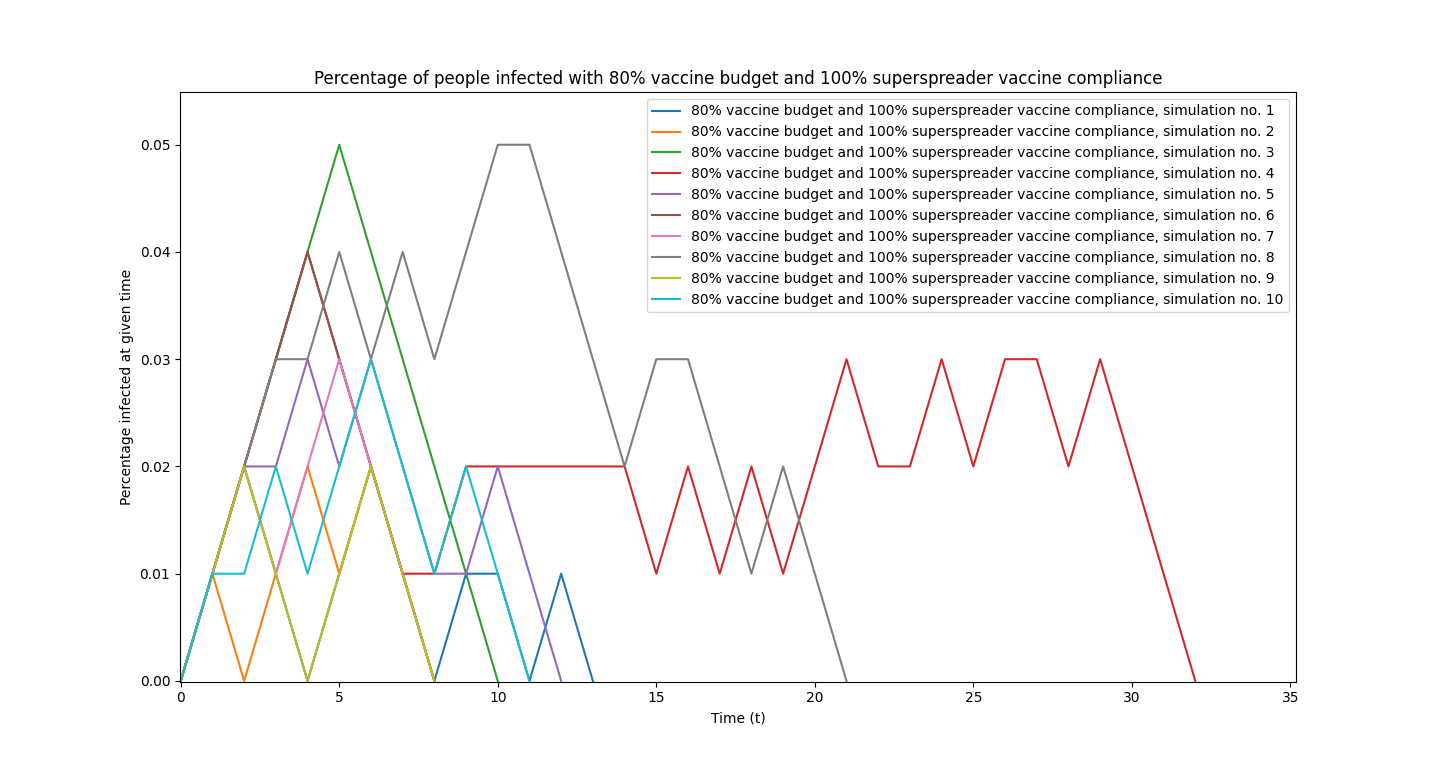 Percentage of people infected with 80% vaccine budget and 100% superspreader vaccine compliance
80% vaccine budget and 100% superspreader vaccine compliance, simulation no. 1
80% vaccine budget and 100% superspreader vaccine compliance, simulation no. 2
80% vaccine budget and 100% superspreader vaccine compliance, simulation no. 3
80% vaccine budget and 100% superspreader vaccine compliance, simulation no. 4
80% vaccine budget and 100% superspreader vaccine compliance, simulation no. 5
80% vaccine budget and 100% superspreader vaccine compliance, simulation no. 6
80% vaccine budget and 100% superspreader vaccine compliance, simulation no. 7
80% vaccine budget and 100% superspreader vaccine compliance, simulation no. 8
80% vaccine budget and 100% superspreader vaccine compliance, simulation no. 9
80% vaccine budget and 100% superspreader vaccine compliance, simulation no. 10
Percentage infected at given time
0.05
0.04
0.03
0.02
0.01
0.00
0 5 10 15 20 25 30 35
Time (t)